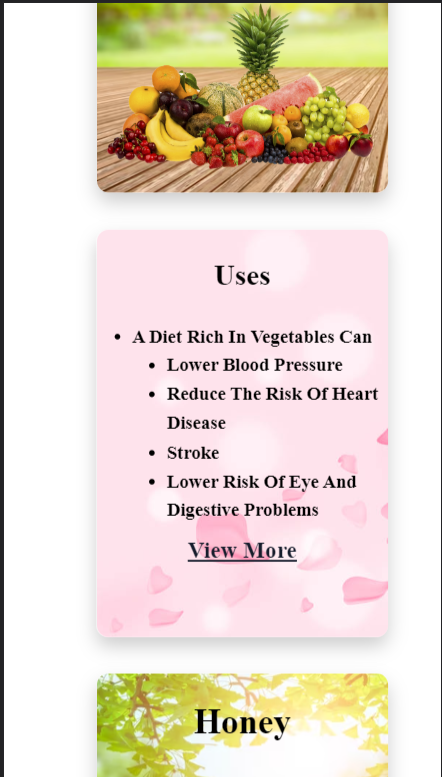 Uses
A Diet Rich In Vegetables Can
Lower Blood Pressure
Reduce The Risk Of Heart
Disease
Stroke
Lower Risk Of Eye And
Digestive Problems
View More
Honey